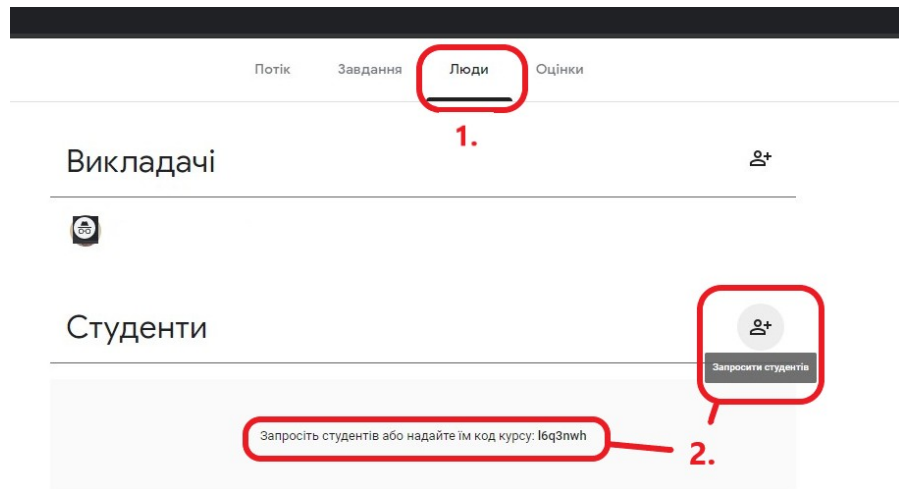 Потік Завдання Люди Оцінки
1.
Викладачі
Студенти
Запросити студентів
Запросіть студентів або надайте їм код курсу: l6q3nwh
2.